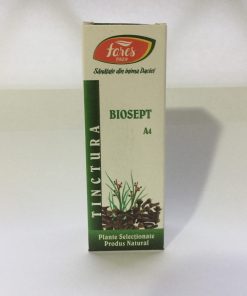 fares
1929
Sănătate din inima Daciei
BIOSEPT
A4
TINCTURA
Plante Selecționate
Produs Natural